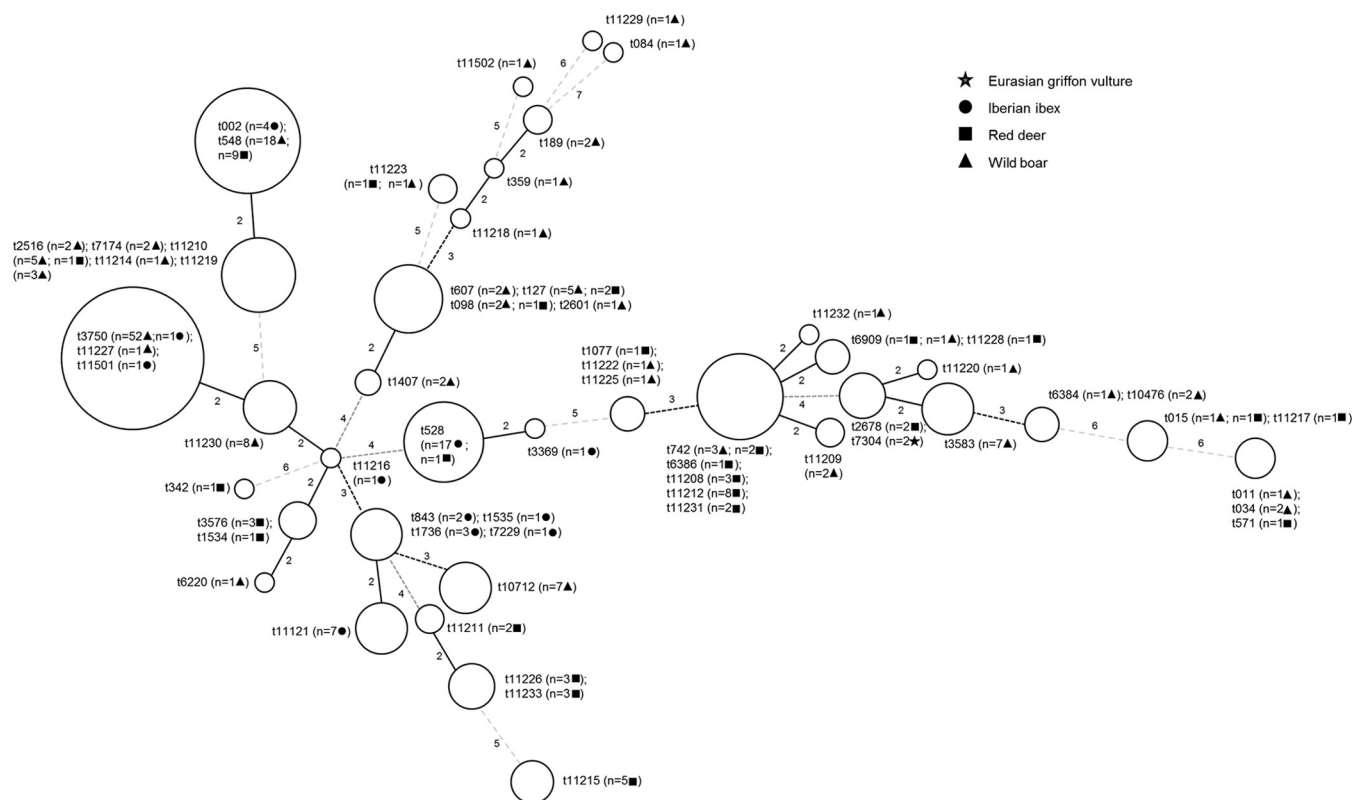 t11229 (n=1▲)
t084 (n=1▲)
6
7
t11502 (n=1▲)
5
t189 (n=2▲)
2
t359 (n=1▲)
2
t11218 (n=1▲)
3
t11223
(n=1■; n=1▲)
5
★ Eurasian griffon vulture
● Iberian ibex
■ Red deer
▲ Wild boar
t002 (n=4●);
t548 (n=18▲;
n=9■)
2
t2516 (n=2▲); t7174 (n=2▲); t11210
(n=5▲; n=1■); t11214 (n=1▲); t11219
(n=3▲)
5
t3750 (n=52▲;n=1●);
t11227 (n=1▲);
t11501 (n=1●)
2
t11230 (n=8▲)
2
t607 (n=2▲); t127 (n=5▲; n=2■)
t098 (n=2▲; n=1■); t2601 (n=1▲)
2
t1407 (n=2▲)
4
4
t528
(n=17●;
n=1■)
2
t3369 (n=1●)
5
t1077 (n=1■);
t11222 (n=1▲);
t11225 (n=1▲)
3
t11232 (n=1▲)
2
t6909 (n=1■; n=1▲); t11228 (n=1■)
2
4
2
t11209
(n=2▲)
t742 (n=3▲; n=2■);
t6386 (n=1■);
t11208 (n=3■);
t11212 (n=8■);
t11231 (n=2■)
t11220 (n=1▲)
2
2
t2678 (n=2■);
t7304 (n=2★)
t3583 (n=7▲)
3
t6384 (n=1▲); t10476 (n=2▲)
6
t015 (n=1▲; n=1■); t11217 (n=1■)
6
t011 (n=1▲);
t034 (n=2▲);
t571 (n=1■)
t11216
(n=1●)
6
t342 (n=1■)
2
3
t3576 (n=3■);
t1534 (n=1■)
2
t6220 (n=1▲)
t843 (n=2●); t1535 (n=1●)
t1736 (n=3●); t7229 (n=1●)
3
t10712 (n=7▲)
2
4
t11121 (n=7●)
t11211 (n=2■)
2
t11226 (n=3■);
t11233 (n=3■)
5
t11215 (n=5■)